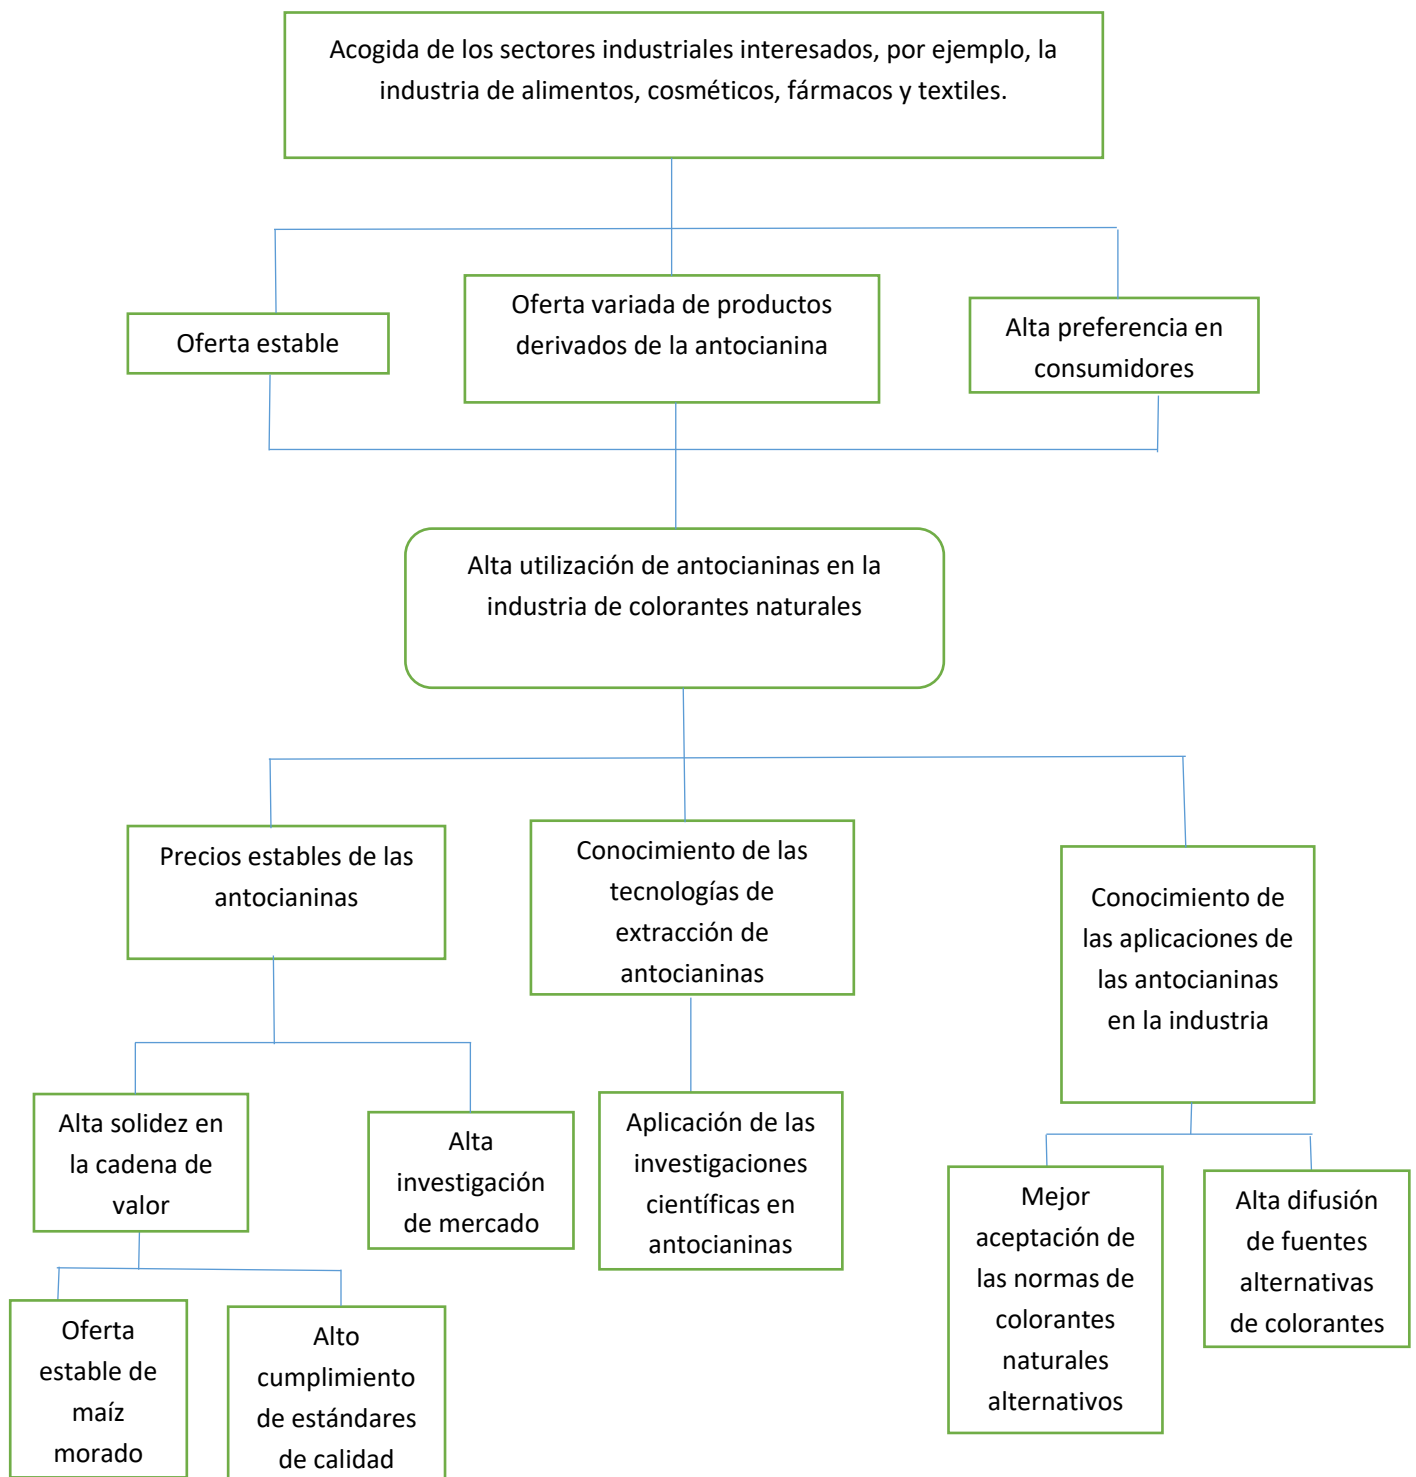 Acogida de los sectores industriales interesados, por ejemplo, la
industria de alimentos, cosméticos, fármacos y textiles.
Oferta estable
Oferta variada de productos
derivados de la antocianina
Alta preferencia en
consumidores
Alta utilización de antocianinas en la
industria de colorantes naturales
Precios estables de las
antocianinas
Conocimiento de las
tecnologías de
extracción de
antocianinas
Conocimiento de
las aplicaciones de
las antocianinas
en la industria
Alta solidez en
la cadena de
valor
Alta
investigación
de mercado
Aplicación de las
investigaciones
científicas en
antocianinas
Mejor
aceptación de
las normas de
colorantes
naturales
alternativos
Alta difusión
de fuentes
alternativas
de colorantes
Oferta
estable de
maíz
morado
Alto
cumplimiento
de estándares
de calidad